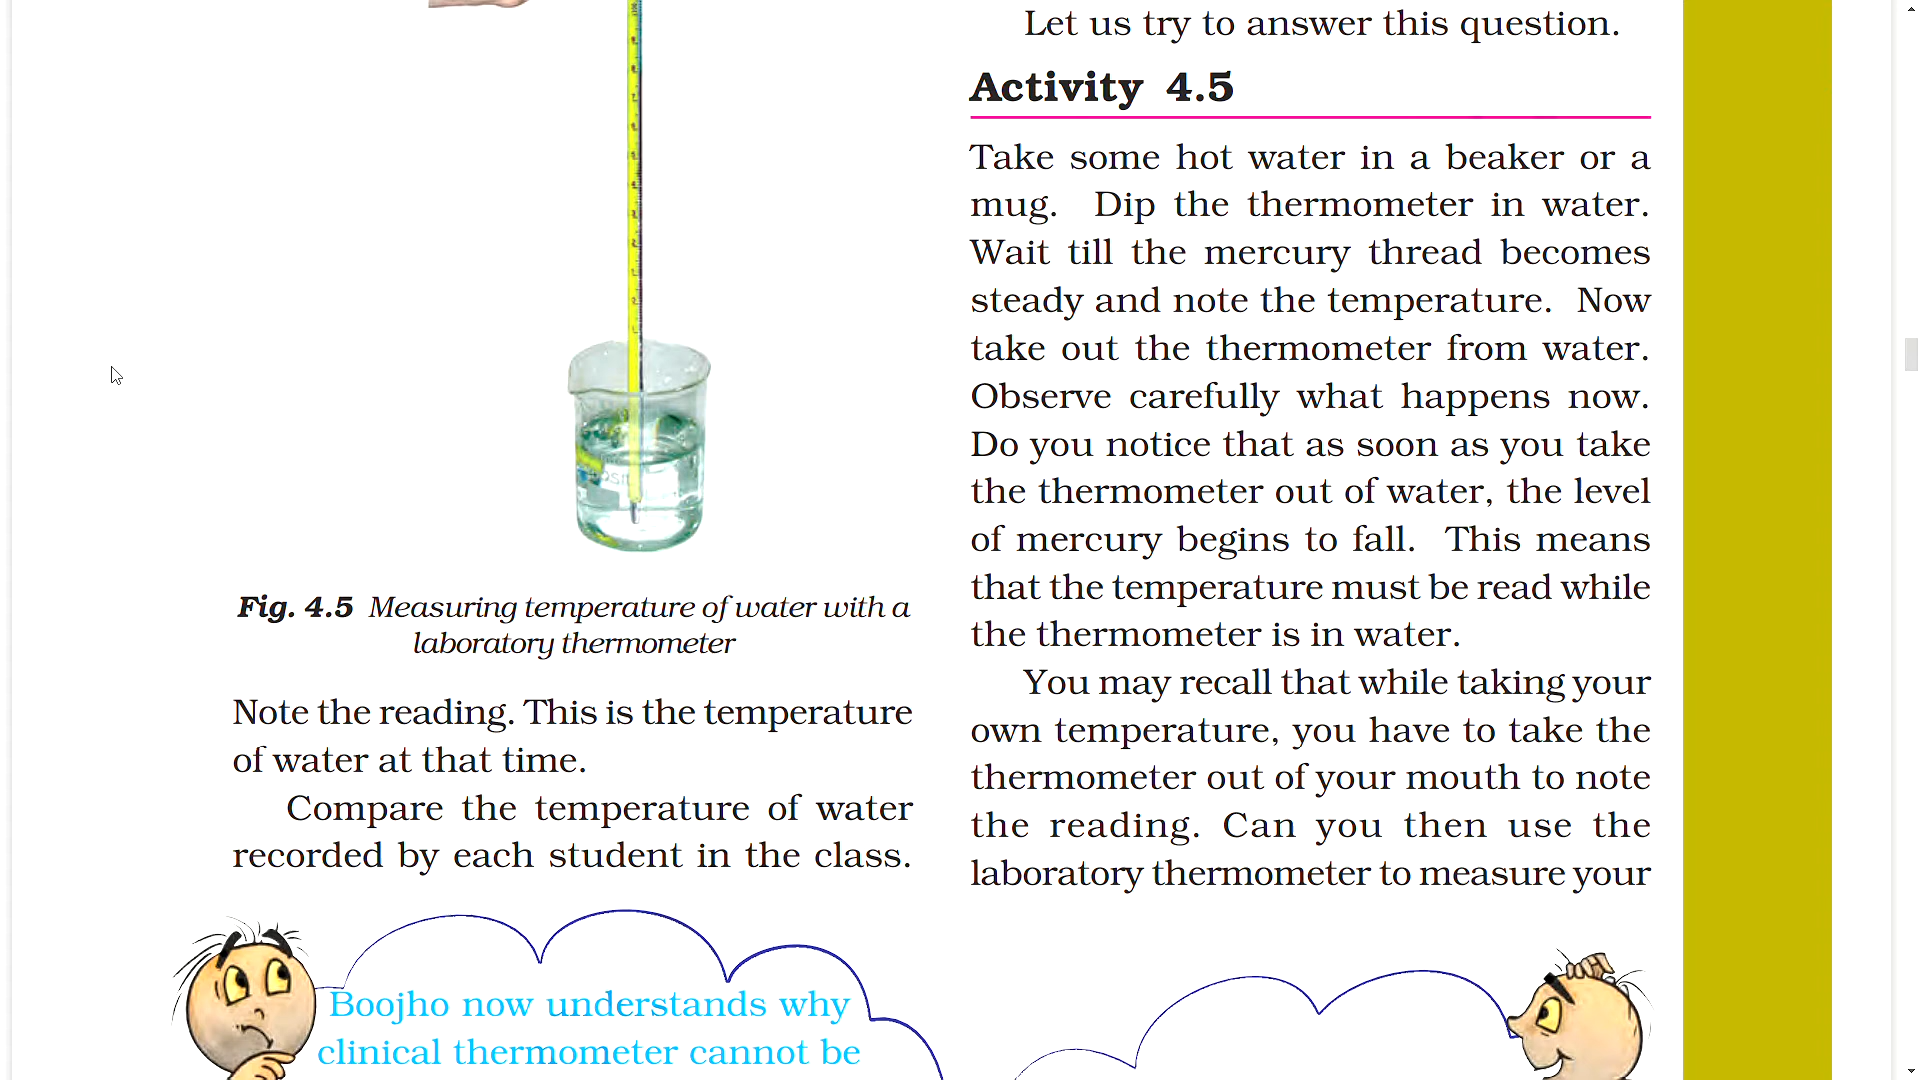 Fig. 4.5 Measuring temperature of water with a
laboratory thermometer
Note the reading. This is the temperature
of water at that time.
Compare the temperature of water
recorded by each student in the class.
Let us try to answer this question.
Activity 4.5
Take some hot water in a beaker or a
mug. Dip the thermometer in water.
Wait till the mercury thread becomes
steady and note the temperature. Now
take out the thermometer from water.
Observe carefully what happens now.
Do you notice that as soon as you take
the thermometer out of water, the level
of mercury begins to fall. This means
that the temperature must be read while
the thermometer is in water.
You may recall that while taking your
own temperature, you have to take the
thermometer out of your mouth to note
the reading. Can you then use the
laboratory thermometer to measure your
Boojho now understands why
clinical thermometer cannot be